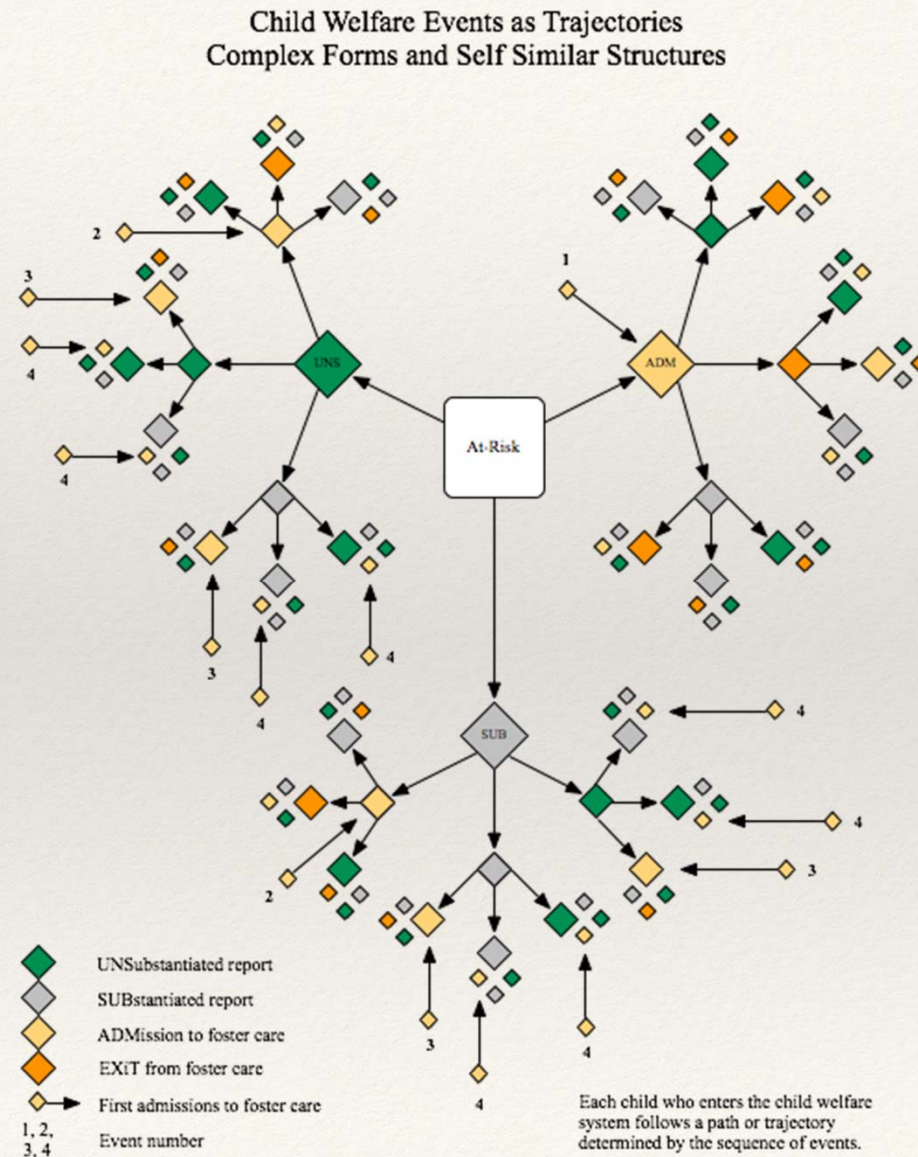 Child Welfare Events as Trajectories
Complex Forms and Self Similar Structures
2
1
3
4
UNS
ADM
4
At-Risk
3
4
4
SUB
4
4
2
3
3
4
4
UNSubstantiated report
SUBstantiated report
ADMission to foster care
EXiT from foster care
First admissions to foster care
1, 2,
3, 4
Event number
Each child who enters the child welfare
system follows a path or trajectory
determined by the sequence of events.